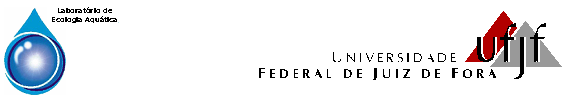 Laboratório de
Ecologia Aquática
UNIVERSIDADE
FEDERAL DE JUIZ DE FORA
ufjf